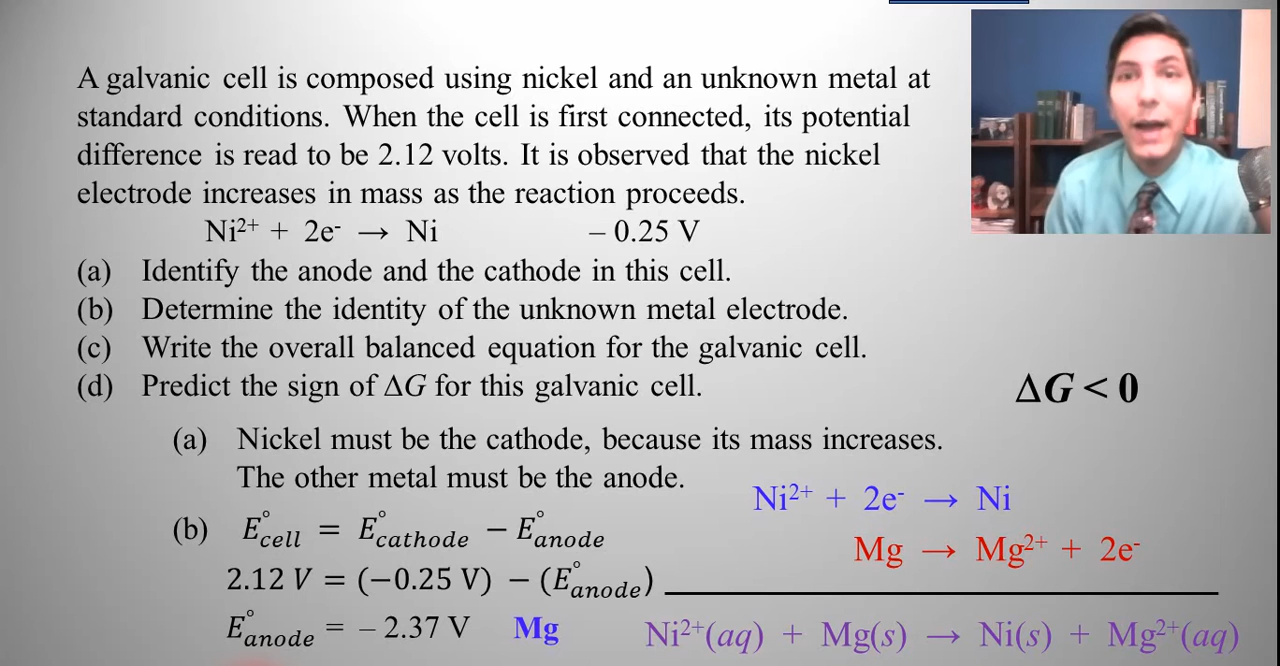 A galvanic cell is composed using nickel and an unknown metal at
standard conditions. When the cell is first connected, its potential
difference is read to be 2.12 volts. It is observed that the nickel
electrode increases in mass as the reaction proceeds.
Ni²⁺ + 2e⁻ → Ni − 0.25 V
(a) Identify the anode and the cathode in this cell.
(b) Determine the identity of the unknown metal electrode.
(c) Write the overall balanced equation for the galvanic cell.
(d) Predict the sign of ΔG for this galvanic cell.
ΔG < 0
(a) Nickel must be the cathode, because its mass increases.
The other metal must be the anode.
(b) E°cell = E°cathode − E°anode
2.12 V = (−0.25 V) − (E°anode)
E°anode = − 2.37 V Mg
Ni²⁺ + 2e⁻ → Ni
Mg → Mg²⁺ + 2e⁻
Ni²⁺(aq) + Mg(s) → Ni(s) + Mg²⁺(aq)